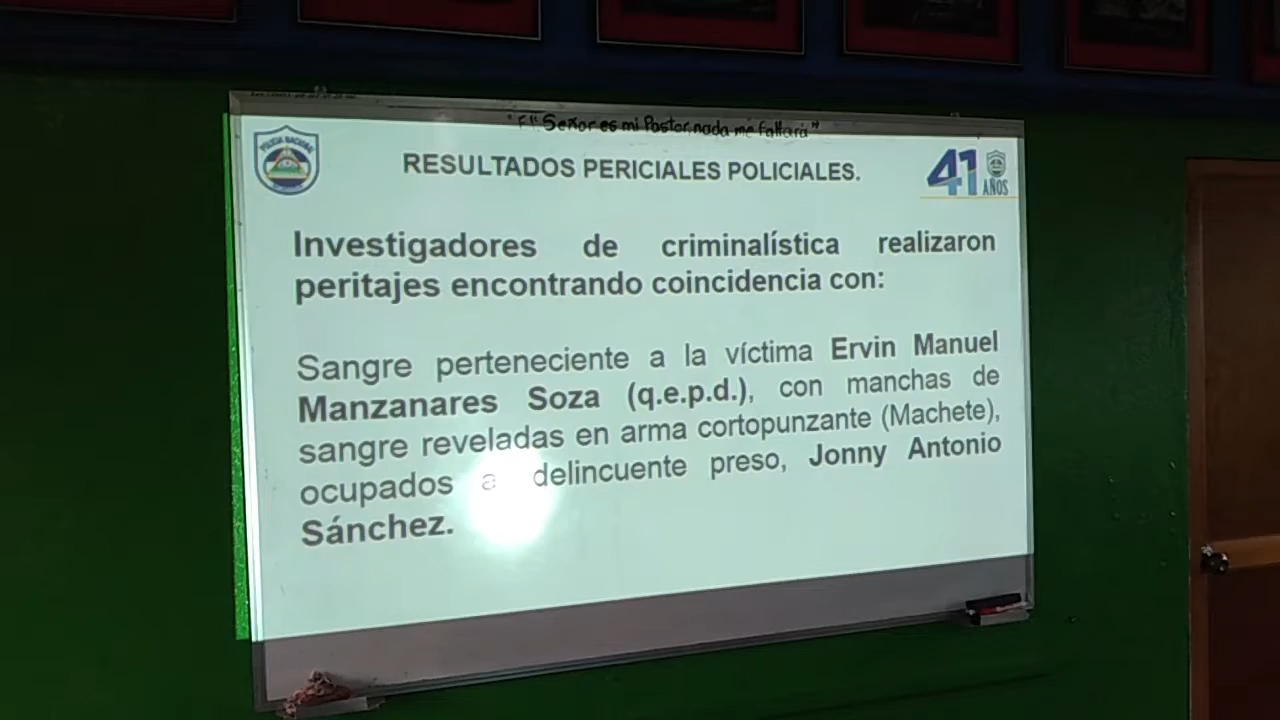 "El Señor es mi Pastor, nada me faltará"
POLICIA NACIONAL
RESULTADOS PERICIALES POLICIALES.
41 AÑOS
Investigadores de criminalística realizaron
peritajes encontrando coincidencia con:
Sangre perteneciente a la víctima Ervin Manuel
Manzanares Soza (q.e.p.d.), con manchas de
sangre reveladas en arma cortopunzante (Machete),
ocupados a delincuente preso, Jonny Antonio
Sánchez.